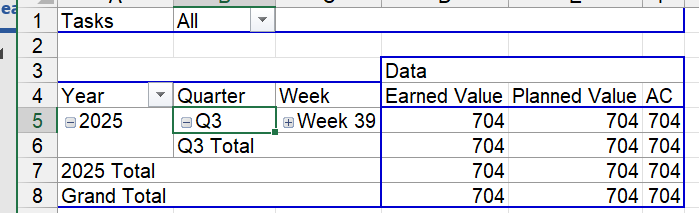 1 Tasks All
2
3 Data
4 Year Quarter Week Earned Value Planned Value AC
5 2025 Q3 Week 39 704 704 704
6 Q3 Total 704 704 704
7 2025 Total 704 704 704
8 Grand Total 704 704 704